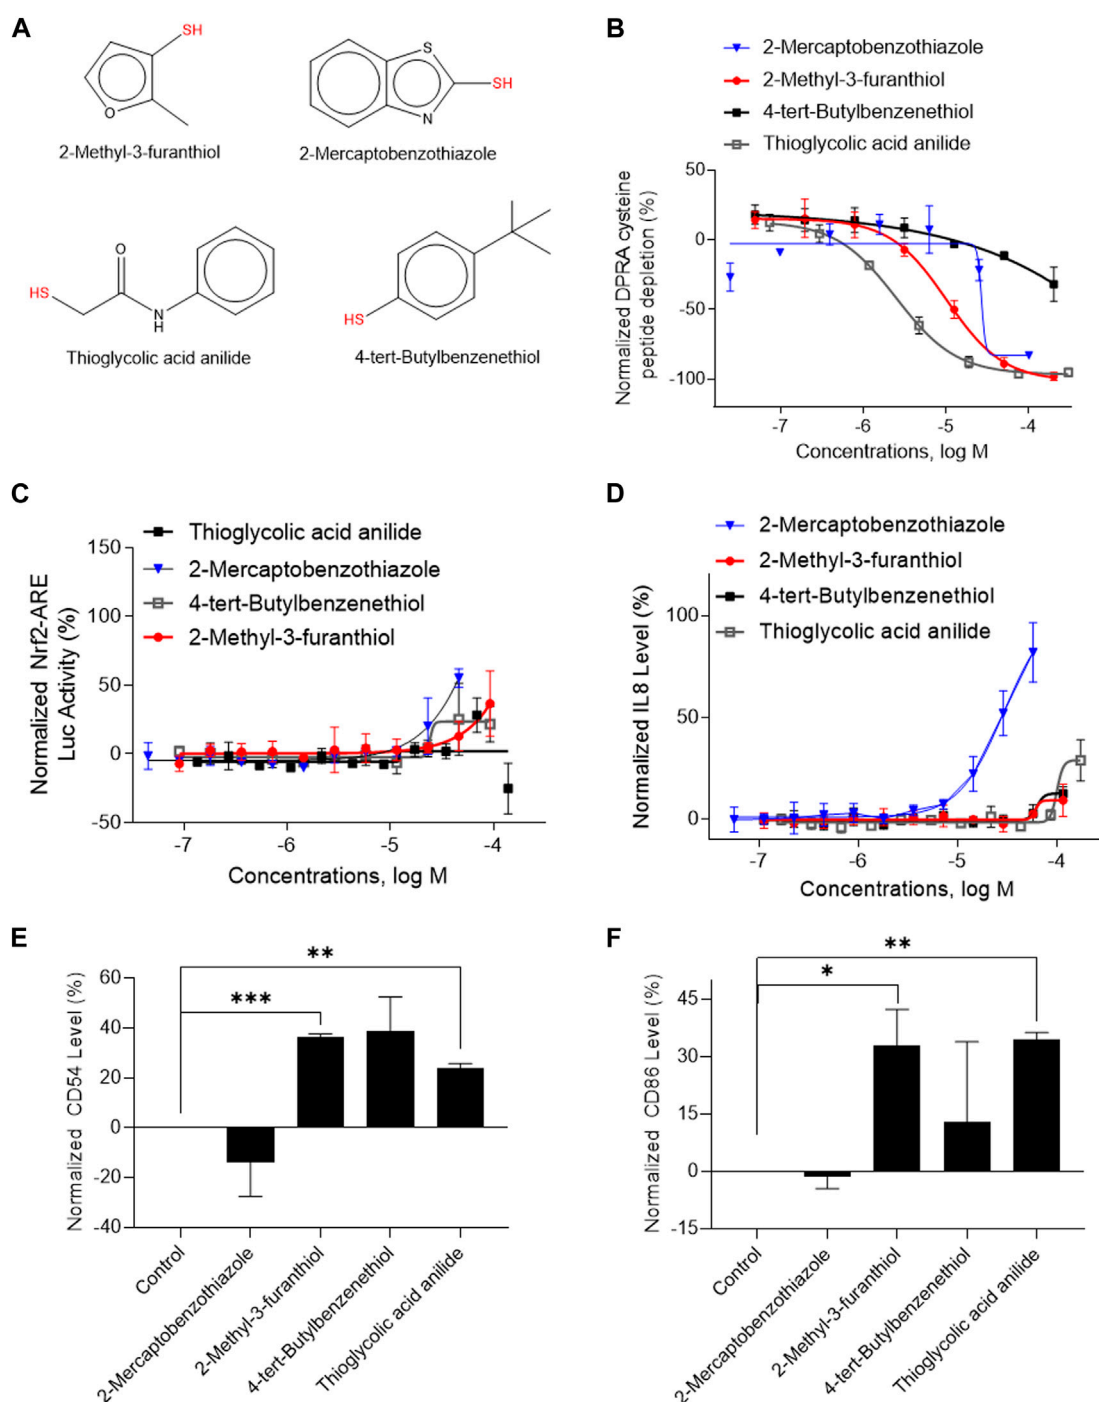 A
SH
O
2-Methyl-3-furanthiol
S
SH
N
2-Mercaptobenzothiazole
O
HS
N
H
Thioglycolic acid anilide
HS
4-tert-Butylbenzenethiol
B
2-Mercaptobenzothiazole
2-Methyl-3-furanthiol
4-tert-Butylbenzenethiol
Thioglycolic acid anilide
Normalized DPRA cysteine
peptide depletion (%)
50
0
-50
-100
-7 -6 -5 -4
Concentrations, log M
C
Thioglycolic acid anilide
2-Mercaptobenzothiazole
4-tert-Butylbenzenethiol
2-Methyl-3-furanthiol
Normalized Nrf2-ARE
Luc Activity (%)
150
100
50
0
-50
-7 -6 -5 -4
Concentrations, log M
D
2-Mercaptobenzothiazole
2-Methyl-3-furanthiol
4-tert-Butylbenzenethiol
Thioglycolic acid anilide
Normalized IL8 Level (%)
100
50
0
-7 -6 -5 -4
Concentrations, log M
E
Normalized CD54 Level (%)
60
40
20
0
-20
-40
**
***
Control
2-Mercaptobenzothiazole
2-Methyl-3-furanthiol
4-tert-Butylbenzenethiol
Thioglycolic acid anilide
F
Normalized CD86 Level (%)
45
30
15
0
-15
**
*
Control
2-Mercaptobenzothiazole
2-Methyl-3-furanthiol
4-tert-Butylbenzenethiol
Thioglycolic acid anilide